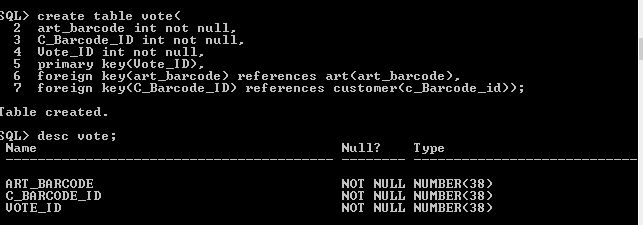 SQL> create table vote(
  2  art_barcode int not null,
  3  C_Barcode_ID int not null,
  4  Vote_ID int not null,
  5  primary key(Vote_ID),
  6  foreign key(art_barcode) references art(art_barcode),
  7  foreign key(C_Barcode_ID) references customer(c_Barcode_id));
Table created.
SQL> desc vote;
 Name                                      Null?    Type
 ----------------------------------------- -------- ----------------------------
 ART_BARCODE                               NOT NULL NUMBER(38)
 C_BARCODE_ID                              NOT NULL NUMBER(38)
 VOTE_ID                                   NOT NULL NUMBER(38)